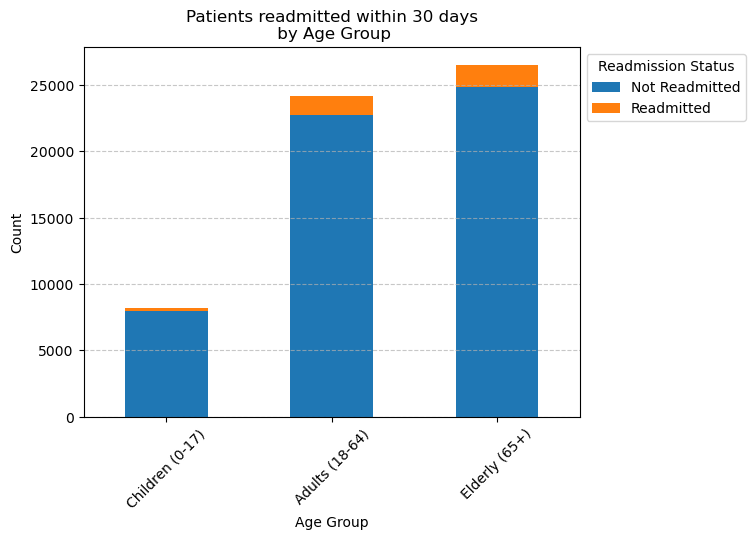 Patients readmitted within 30 days
by Age Group
Readmission Status
Not Readmitted
Readmitted
Count
25000
20000
15000
10000
5000
0
Children (0-17)
Adults (18-64)
Elderly (65+)
Age Group